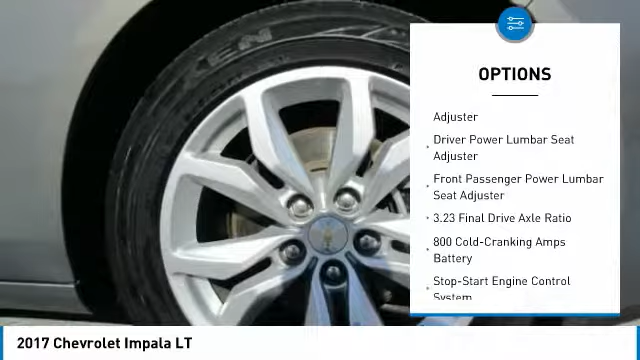 OPTIONS
Adjuster
Driver Power Lumbar Seat
Adjuster
Front Passenger Power Lumbar
Seat Adjuster
3.23 Final Drive Axle Ratio
800 Cold-Cranking Amps
Battery
Stop-Start Engine Control
System
2017 Chevrolet Impala LT